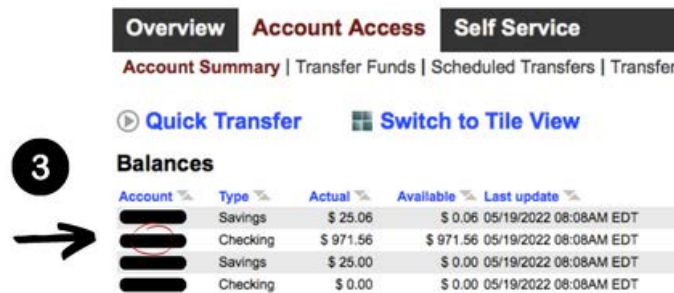 Overview Account Access Self Service
Account Summary | Transfer Funds | Scheduled Transfers | Transfer
Quick Transfer Switch to Tile View
3
Balances
Account Type Actual Available Last update
Savings $ 25.06 $ 0.06 05/19/2022 08:08AM EDT
Checking $ 971.56 $ 971.56 05/19/2022 08:08AM EDT
Savings $ 25.00 $ 0.00 05/19/2022 08:08AM EDT
Checking $ 0.00 $ 0.00 05/19/2022 08:08AM EDT